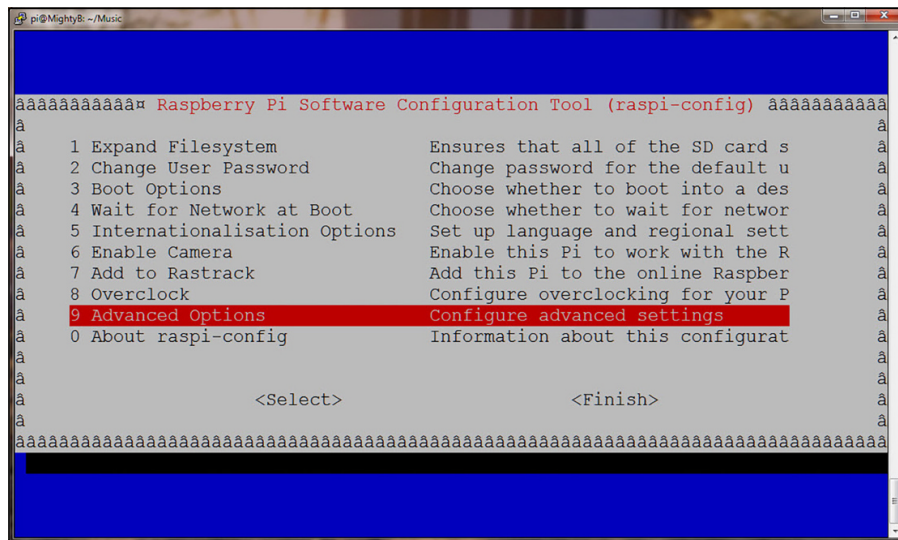 pi@MightyB: ~/Music
âââââââââââ¤ Raspberry Pi Software Configuration Tool (raspi-config) âââââââââââ
â â
â 1 Expand Filesystem Ensures that all of the SD card s â
â 2 Change User Password Change password for the default u â
â 3 Boot Options Choose whether to boot into a des â
â 4 Wait for Network at Boot Choose whether to wait for networ â
â 5 Internationalisation Options Set up language and regional sett â
â 6 Enable Camera Enable this Pi to work with the R â
â 7 Add to Rastrack Add this Pi to the online Raspber â
â 8 Overclock Configure overclocking for your P â
â 9 Advanced Options Configure advanced settings â
â 0 About raspi-config Information about this configurat â
â â
â â
â <Select> <Finish> â
â â
ââââââââââââââââââââââââââââââââââââââââââââââââââââââââââââââââââââââââââââââââ